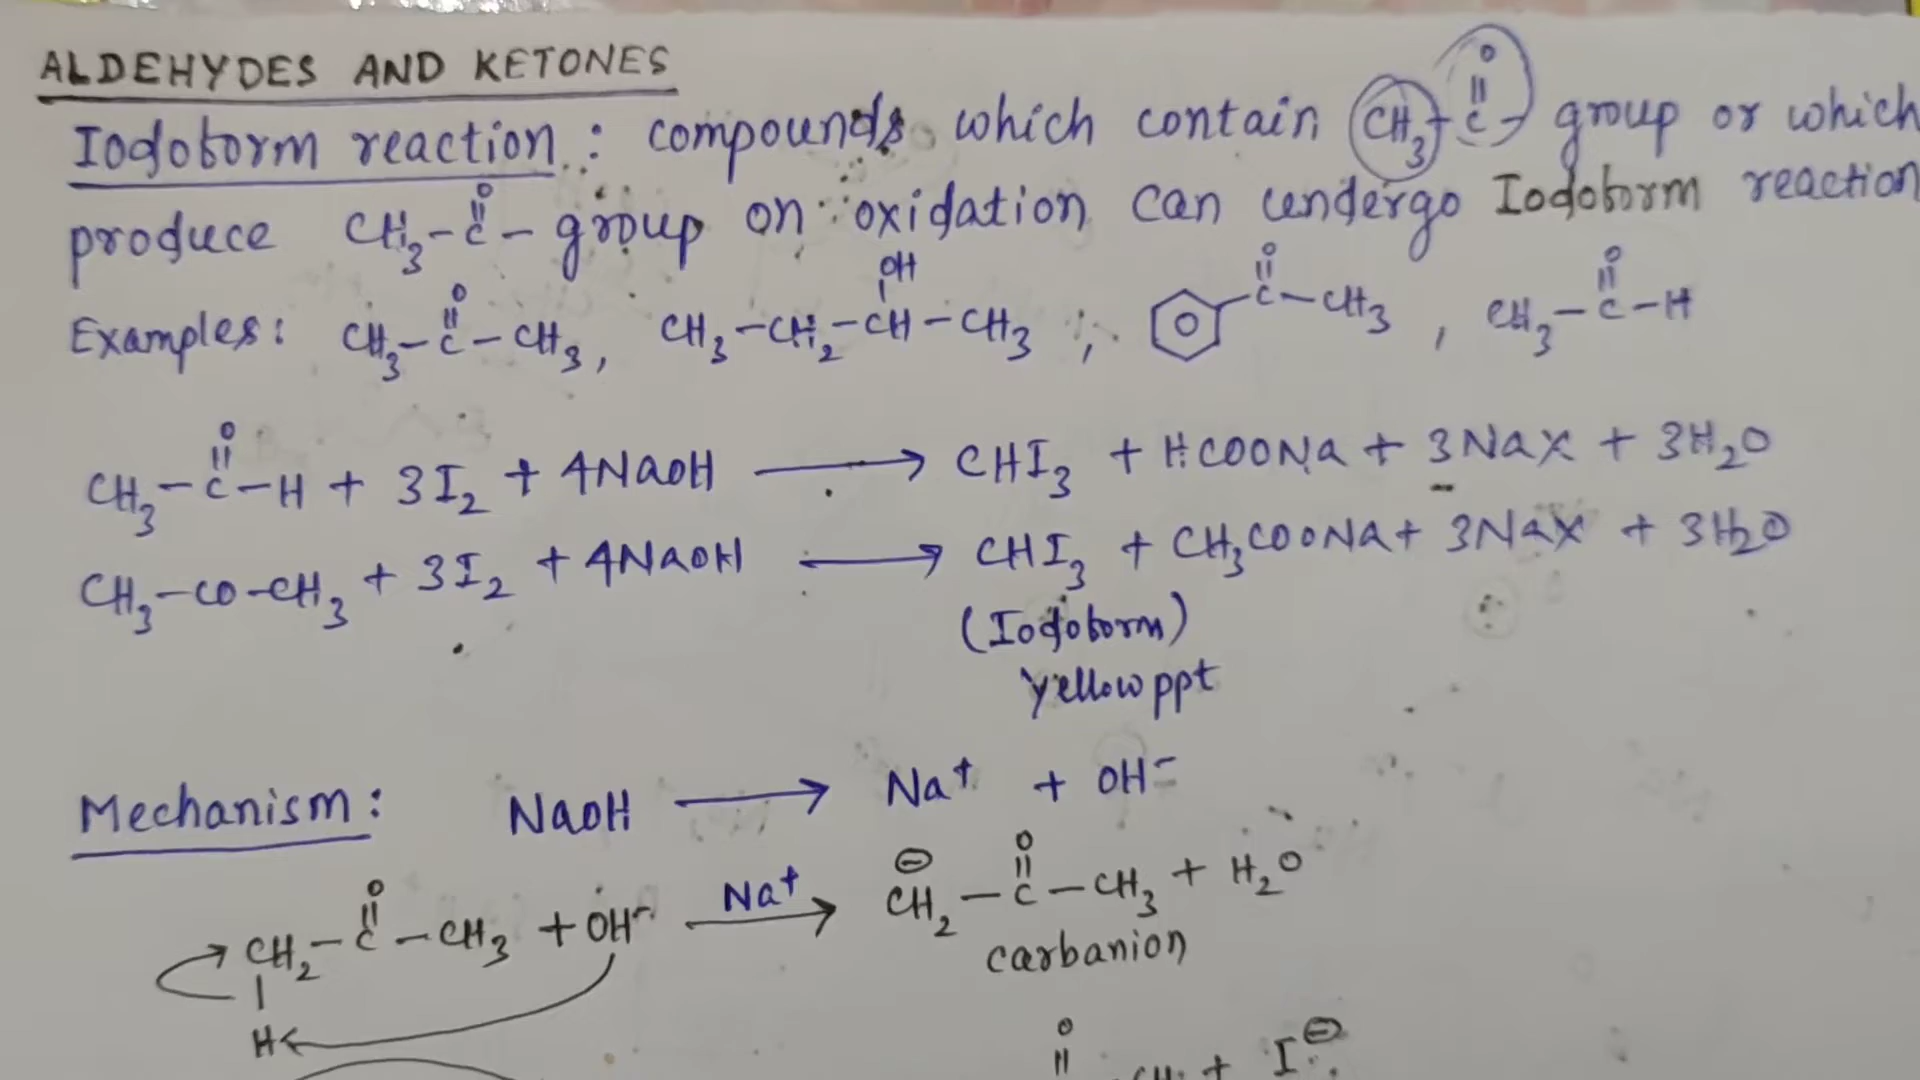 ALDEHYDES AND KETONES
Iodoform reaction : compounds which contain CH₃-C(=O)- group or which
produce CH₃-C(=O)- group on oxidation can undergo Iodoform reaction
Examples: CH₃-C(=O)-CH₃, CH₃-CH₂-CH(OH)-CH₃, C₆H₅-C(=O)-CH₃, CH₃-C(=O)-H
CH₃-C(=O)-H + 3I₂ + 4NaOH ⟶ CHI₃ + HCOONa + 3NaX + 3H₂O
CH₃-CO-CH₃ + 3I₂ + 4NaOH ⟶ CHI₃ + CH₃COONa + 3NaX + 3H₂O
(Iodoform)
Yellow ppt
Mechanism: NaOH ⟶ Na⁺ + OH⁻
CH₂(H)-C(=O)-CH₃ + OH⁻ ⟶ Na⁺ ⊖CH₂-C(=O)-CH₃ + H₂O
carbanion
O + I⊖